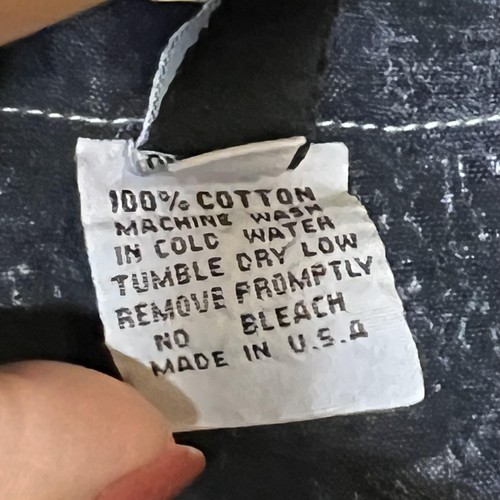 100% COTTON
MACHINE WASH
IN COLD WATER
TUMBLE DRY LOW
REMOVE PROMPTLY
NO BLEACH
MADE IN U.S.A